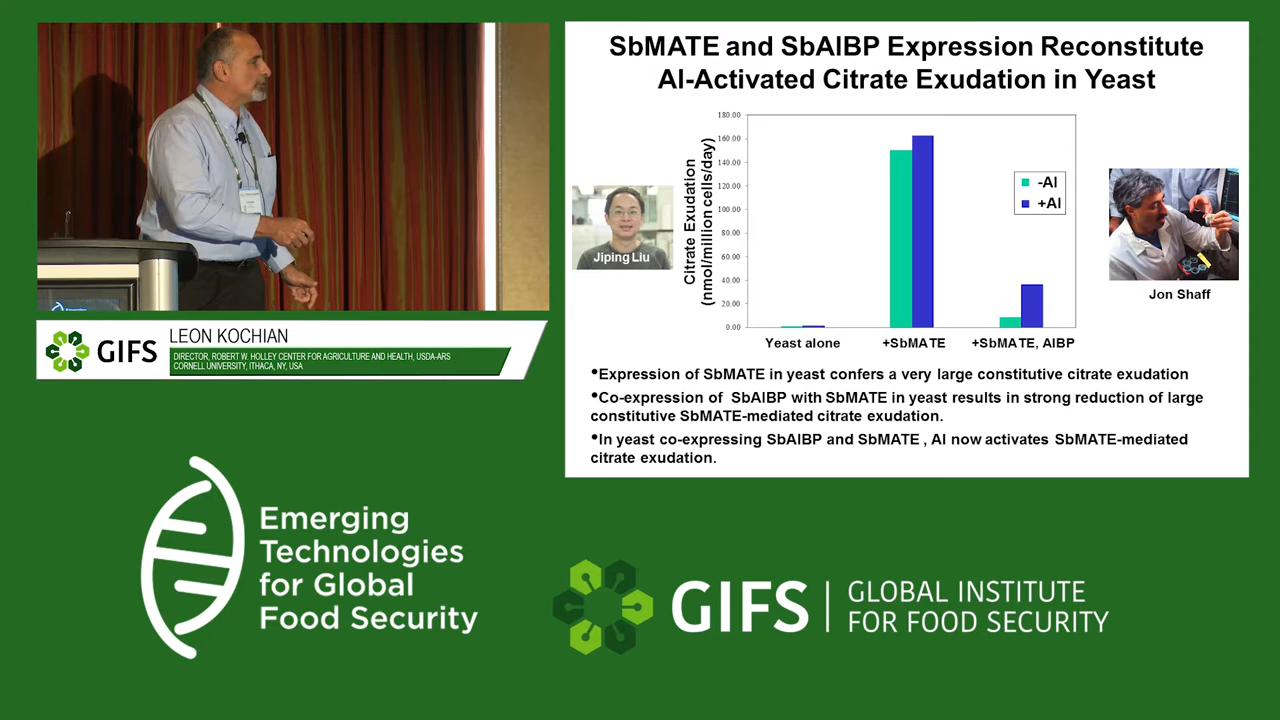 SbMATE and SbAIBP Expression Reconstitute
Al-Activated Citrate Exudation in Yeast
Citrate Exudation
(nmol/million cells/day)
180.00
160.00
140.00
120.00
100.00
80.00
60.00
40.00
20.00
0.00
-Al
+Al
Yeast alone
+SbMATE
+SbMATE, AIBP
Jiping Liu
Jon Shaff
•Expression of SbMATE in yeast confers a very large constitutive citrate exudation
•Co-expression of SbAIBP with SbMATE in yeast results in strong reduction of large
constitutive SbMATE-mediated citrate exudation.
•In yeast co-expressing SbAIBP and SbMATE , Al now activates SbMATE-mediated
citrate exudation.
GIFS
LEON KOCHIAN
DIRECTOR, ROBERT W. HOLLEY CENTER FOR AGRICULTURE AND HEALTH, USDA-ARS
CORNELL UNIVERSITY, ITHACA, NY, USA
Emerging
Technologies
for Global
Food Security
GIFS
GLOBAL INSTITUTE
FOR FOOD SECURITY